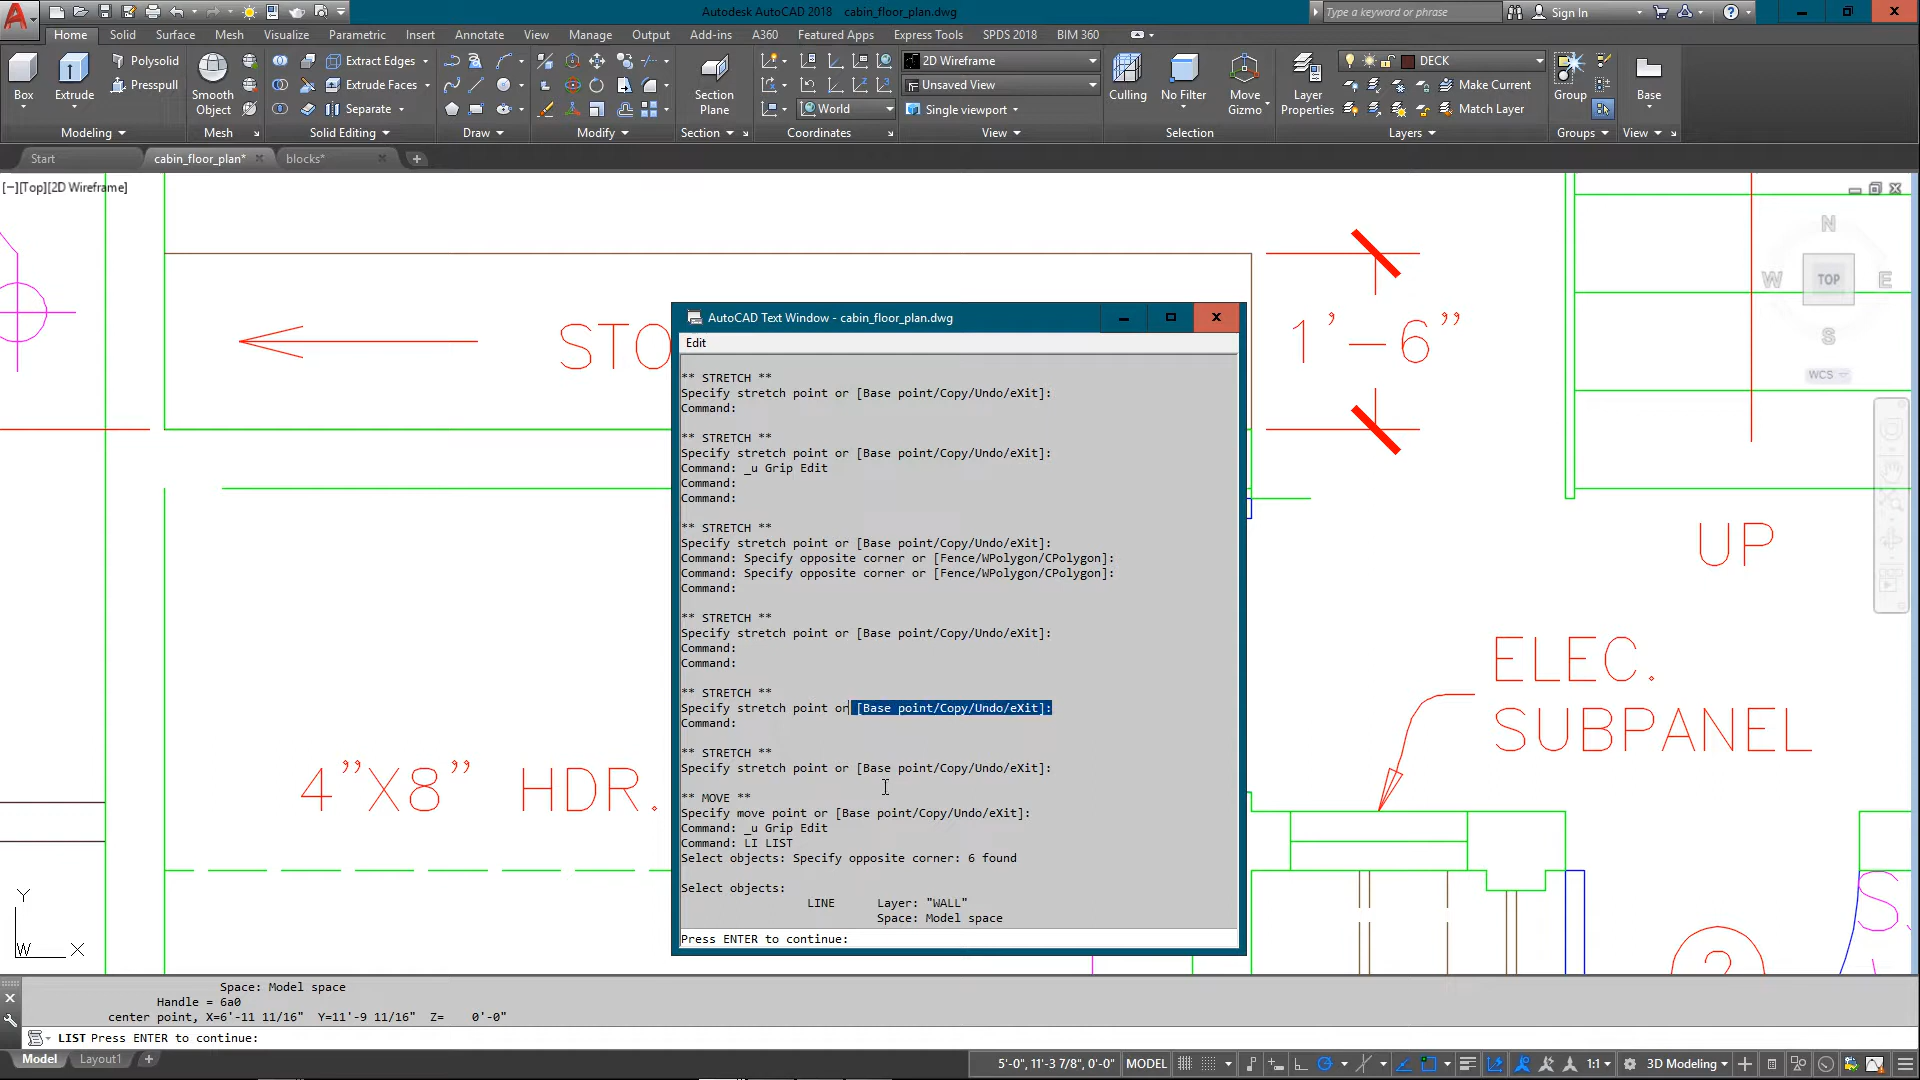 Autodesk AutoCAD 2018 cabin_floor_plan.dwg
Type a keyword or phrase
Sign In
Home Solid Surface Mesh Visualize Parametric Insert Annotate View Manage Output Add-ins A360 Featured Apps Express Tools SPDS 2018 BIM 360
Box
Extrude
Polysolid
Presspull
Smooth Object
Extract Edges
Extrude Faces
Separate
Section Plane
World
2D Wireframe
Unsaved View
Single viewport
Culling
No Filter
Move Gizmo
Layer Properties
DECK
Make Current
Match Layer
Group
Base
Modeling Mesh Solid Editing Draw Modify Section Coordinates View Selection Layers Groups View
Start cabin_floor_plan* blocks*
[−][Top][2D Wireframe]
N
W TOP E
S
WCS
STO
1'-6"
UP
ELEC.
SUBPANEL
4"X8" HDR.
2
S
Y
W X
AutoCAD Text Window - cabin_floor_plan.dwg
Edit
** STRETCH **
Specify stretch point or [Base point/Copy/Undo/eXit]:
Command:
** STRETCH **
Specify stretch point or [Base point/Copy/Undo/eXit]:
Command: _u Grip Edit
Command:
Command:
** STRETCH **
Specify stretch point or [Base point/Copy/Undo/eXit]:
Command: Specify opposite corner or [Fence/WPolygon/CPolygon]:
Command: Specify opposite corner or [Fence/WPolygon/CPolygon]:
Command:
** STRETCH **
Specify stretch point or [Base point/Copy/Undo/eXit]:
Command:
Command:
** STRETCH **
Specify stretch point or [Base point/Copy/Undo/eXit]:
Command:
** STRETCH **
Specify stretch point or [Base point/Copy/Undo/eXit]:
** MOVE **
Specify move point or [Base point/Copy/Undo/eXit]:
Command: _u Grip Edit
Command: LI LIST
Select objects: Specify opposite corner: 6 found
Select objects:
LINE Layer: "WALL"
Space: Model space
Press ENTER to continue:
Space: Model space
Handle = 6a0
center point, X=6'-11 11/16" Y=11'-9 11/16" Z= 0'-0"
LIST Press ENTER to continue:
Model Layout1
5'-0", 11'-3 7/8", 0'-0" MODEL 1:1 3D Modeling